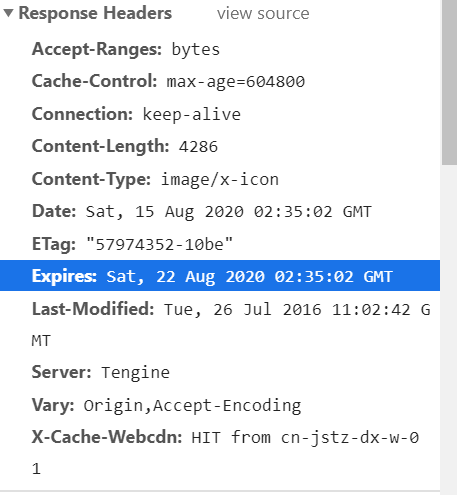 Response Headers view source
Accept-Ranges: bytes
Cache-Control: max-age=604800
Connection: keep-alive
Content-Length: 4286
Content-Type: image/x-icon
Date: Sat, 15 Aug 2020 02:35:02 GMT
ETag: "57974352-10be"
Expires: Sat, 22 Aug 2020 02:35:02 GMT
Last-Modified: Tue, 26 Jul 2016 11:02:42 G
MT
Server: Tengine
Vary: Origin,Accept-Encoding
X-Cache-Webcdn: HIT from cn-jstz-dx-w-0
1